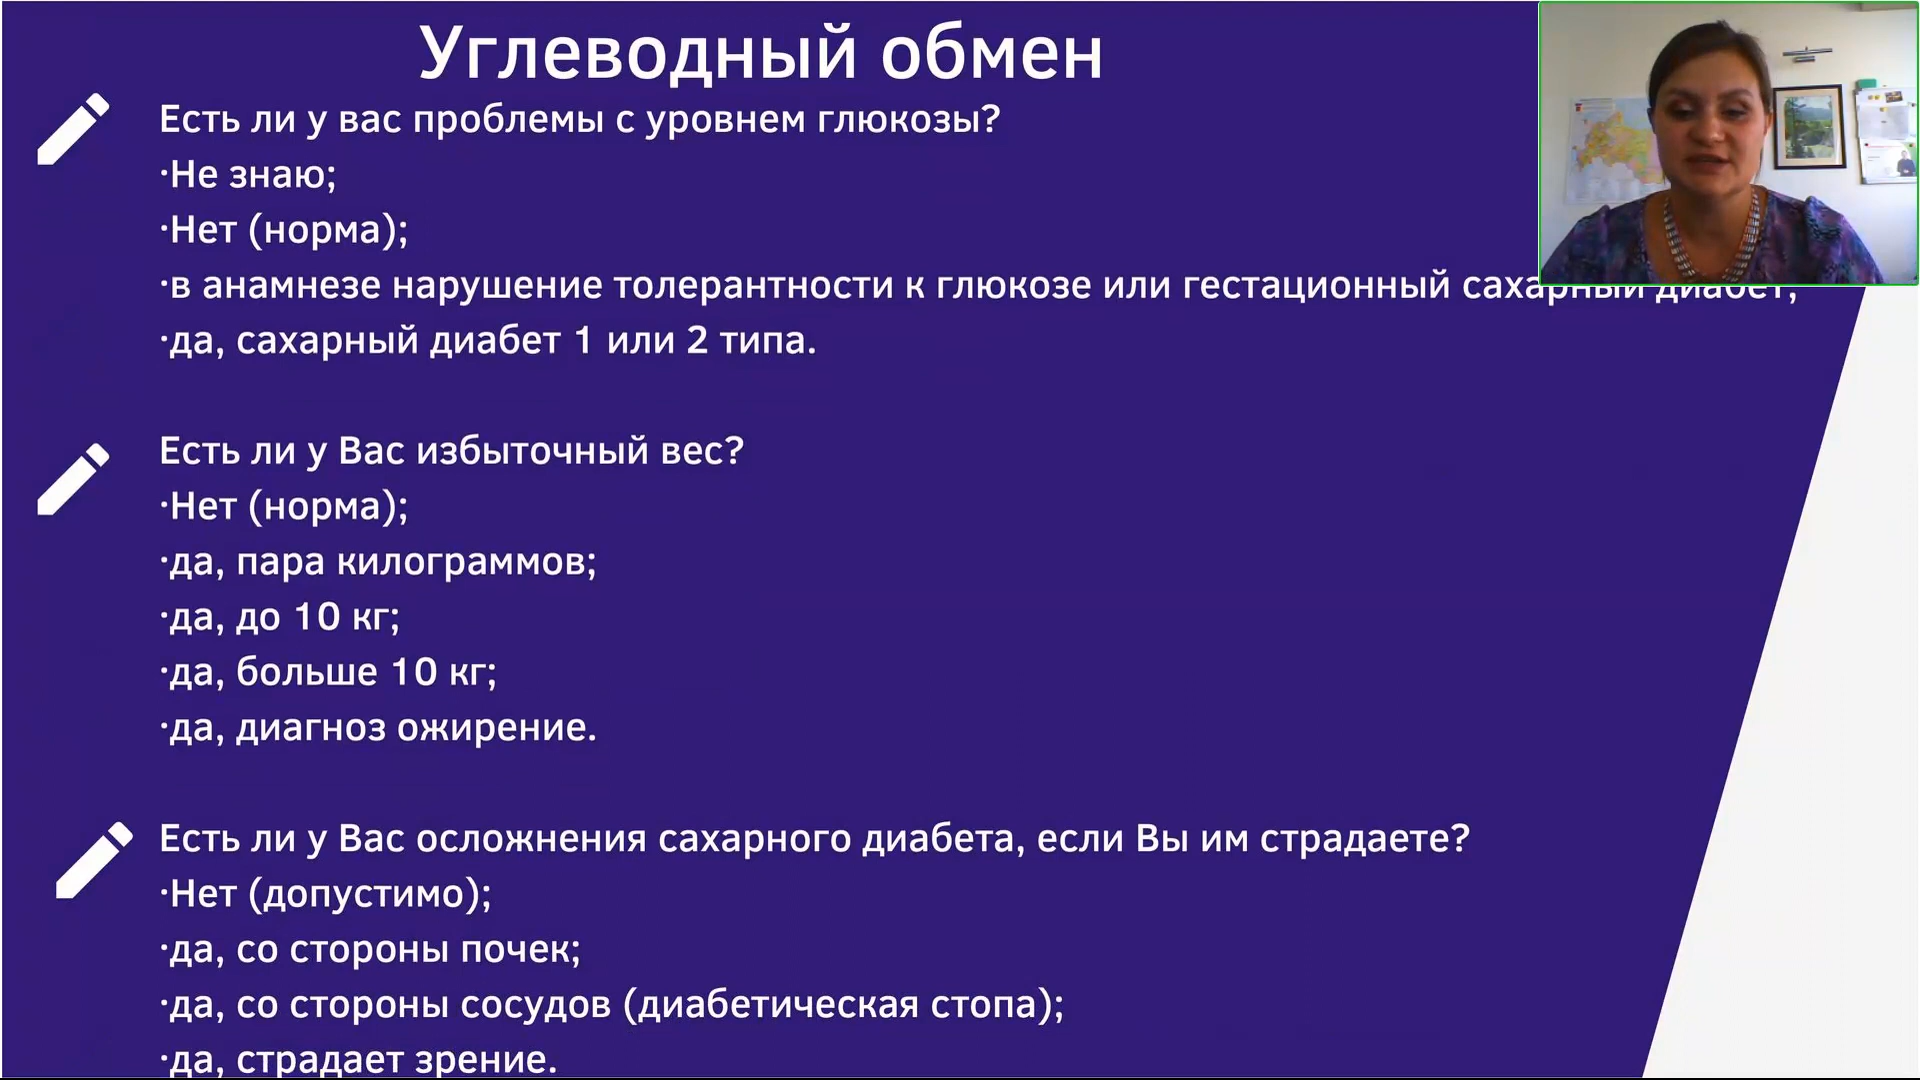 Углеводный обмен
Есть ли у вас проблемы с уровнем глюкозы?
·Не знаю;
·Нет (норма);
·в анамнезе нарушение толерантности к глюкозе или гестационный сахарный диабет;
·да, сахарный диабет 1 или 2 типа.
Есть ли у Вас избыточный вес?
·Нет (норма);
·да, пара килограммов;
·да, до 10 кг;
·да, больше 10 кг;
·да, диагноз ожирение.
Есть ли у Вас осложнения сахарного диабета, если Вы им страдаете?
·Нет (допустимо);
·да, со стороны почек;
·да, со стороны сосудов (диабетическая стопа);
·да, страдает зрение.